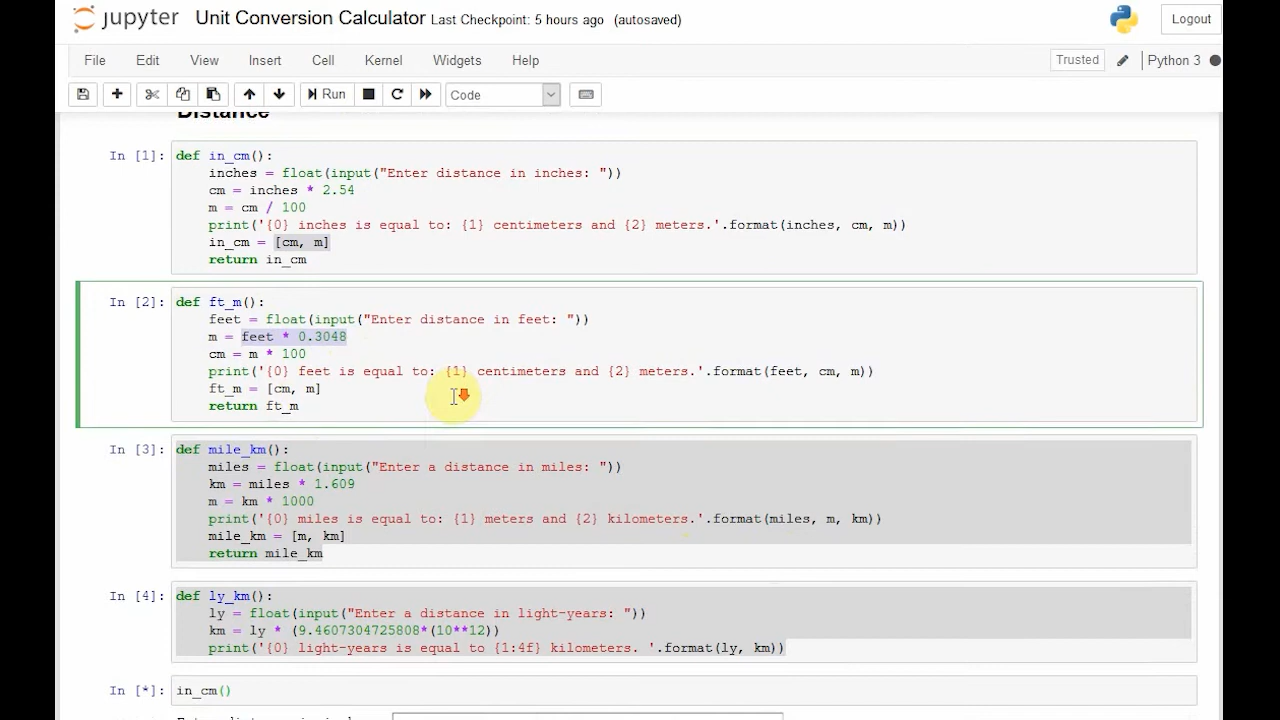 jupyter Unit Conversion Calculator Last Checkpoint: 5 hours ago (autosaved) Logout
File Edit View Insert Cell Kernel Widgets Help Trusted Python 3
Run Code
Distance
In [1]: def in_cm():
inches = float(input("Enter distance in inches: "))
cm = inches * 2.54
m = cm / 100
print('{0} inches is equal to: {1} centimeters and {2} meters.'.format(inches, cm, m))
in_cm = [cm, m]
return in_cm
In [2]: def ft_m():
feet = float(input("Enter distance in feet: "))
m = feet * 0.3048
cm = m * 100
print('{0} feet is equal to: {1} centimeters and {2} meters.'.format(feet, cm, m))
ft_m = [cm, m]
return ft_m
In [3]: def mile_km():
miles = float(input("Enter a distance in miles: "))
km = miles * 1.609
m = km * 1000
print('{0} miles is equal to: {1} meters and {2} kilometers.'.format(miles, m, km))
mile_km = [m, km]
return mile_km
In [4]: def ly_km():
ly = float(input("Enter a distance in light-years: "))
km = ly * (9.4607304725808*(10**12))
print('{0} light-years is equal to {1:4f} kilometers. '.format(ly, km))
In [*]: in_cm()